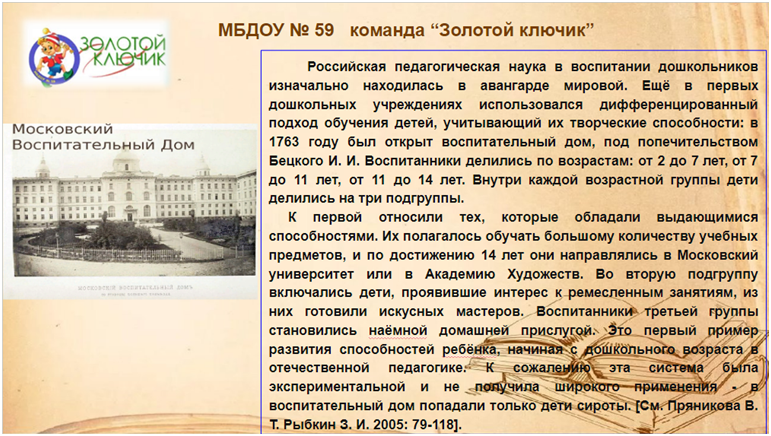 МБДОУ № 59 команда “Золотой ключик”
ЗОЛОТОЙ
КЛЮЧИК
Московский
Воспитательный Дом
МОСКОВСКИЙ ВОСПИТАТЕЛЬНЫЙ ДОМЪ
Российская педагогическая наука в воспитании дошкольников
изначально находилась в авангарде мировой. Ещё в первых
дошкольных учреждениях использовался дифференцированный
подход обучения детей, учитывающий их творческие способности: в
1763 году был открыт воспитательный дом, под попечительством
Бецкого И. И. Воспитанники делились по возрастам: от 2 до 7 лет, от 7
до 11 лет, от 11 до 14 лет. Внутри каждой возрастной группы дети
делились на три подгруппы.
К первой относили тех, которые обладали выдающимися
способностями. Их полагалось обучать большому количеству учебных
предметов, и по достижению 14 лет они направлялись в Московский
университет или в Академию Художеств. Во вторую подгруппу
включались дети, проявившие интерес к ремесленным занятиям, из
них готовили искусных мастеров. Воспитанники третьей группы
становились наёмной домашней прислугой. Это первый пример
развития способностей ребёнка, начиная с дошкольного возраста в
отечественной педагогике. К сожалению эта система была
экспериментальной и не получила широкого применения - в
воспитательный дом попадали только дети сироты. [См. Пряникова В.
Т. Рыбкин З. И. 2005: 79-118].